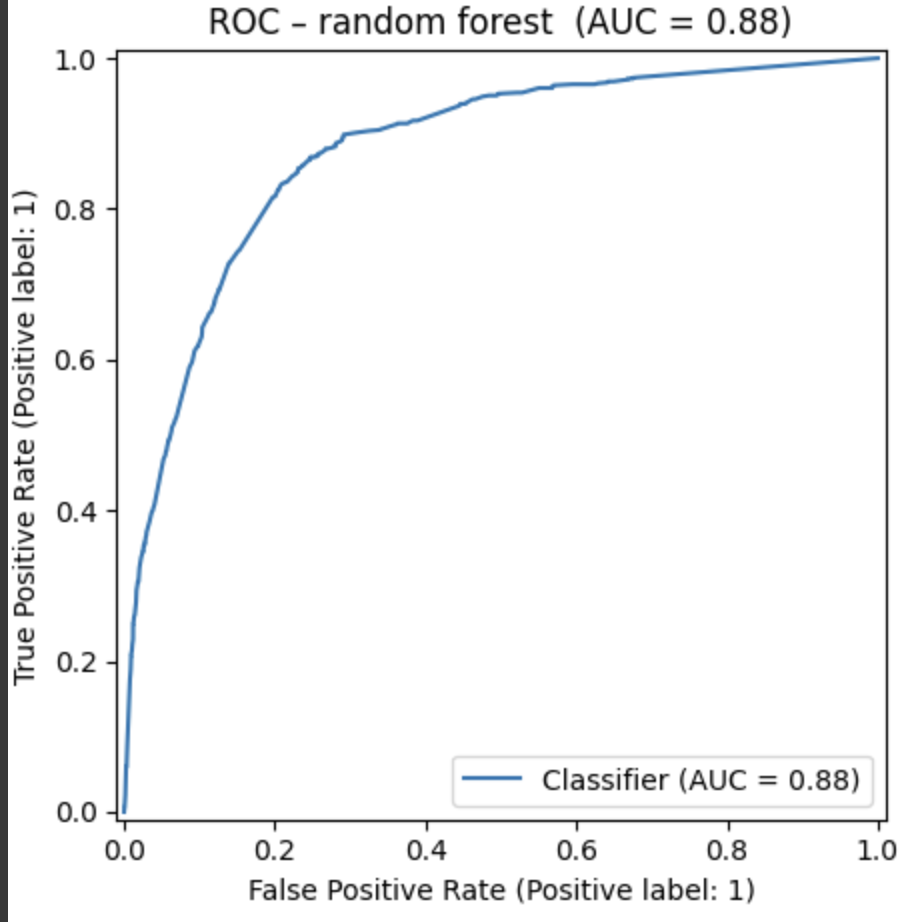 ROC – random forest  (AUC = 0.88)
1.0
0.8
0.6
0.4
0.2
0.0
True Positive Rate (Positive label: 1)
Classifier (AUC = 0.88)
0.0 0.2 0.4 0.6 0.8 1.0
False Positive Rate (Positive label: 1)